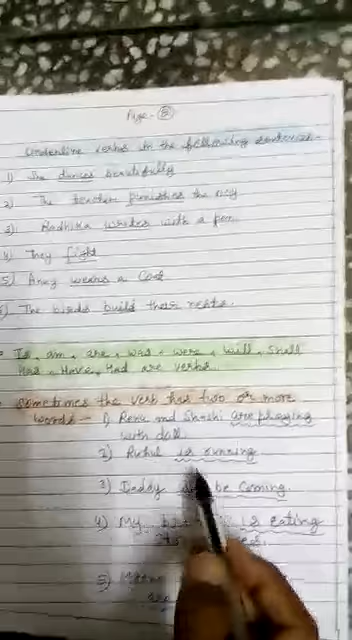 Page - 8
Underline verbs in the following sentences -
1) She dances beautifully
2) The teacher punishes the boy
3) Radhika writes with a pen.
4) They fight
5) Amey wears a Coat
6) The birds build their nests.
Is, am, are, was, were, will, Shall
Has, Have, Had are verbs.
Sometimes the verb has two or more
words - 1) Renu and Shashi are playing
with doll.
2) Rahul is running
3) Daddy be Coming.
4) My is eating
5)